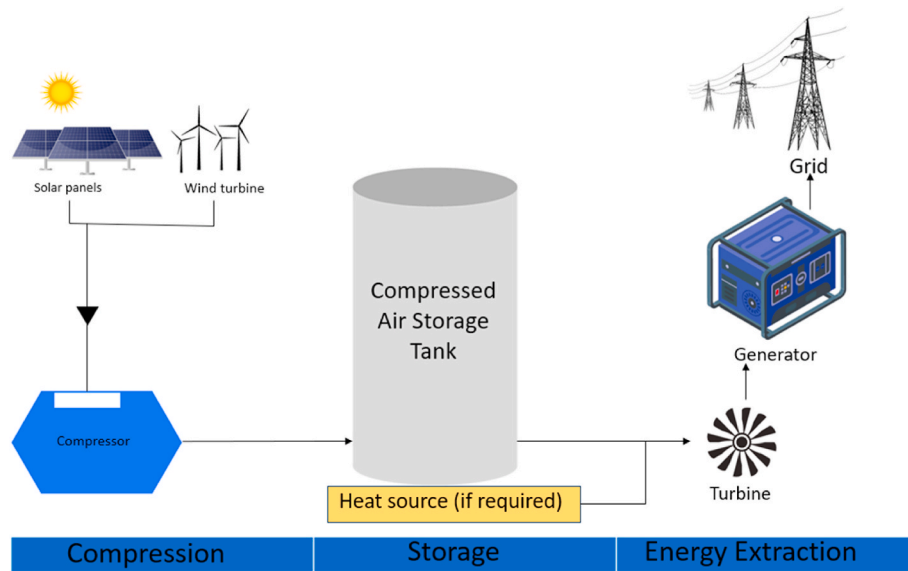 Solar panels
Wind turbine
Grid
Compressed
Air Storage
Tank
Generator
Compressor
Heat source (if required)
Turbine
Compression
Storage
Energy Extraction